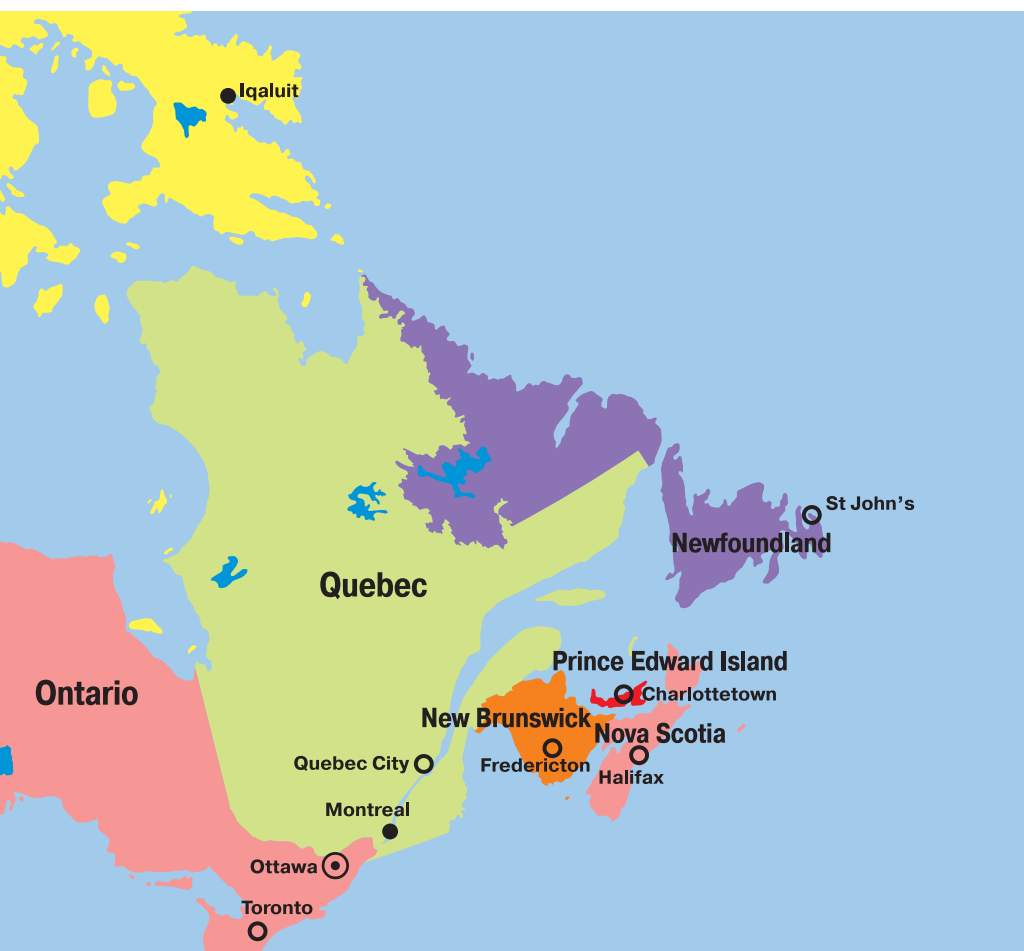 Iqaluit
St John's
Newfoundland
Quebec
Prince Edward Island
Ontario
Charlottetown
New Brunswick
Nova Scotia
Quebec City
Fredericton
Halifax
Montreal
Ottawa
Toronto